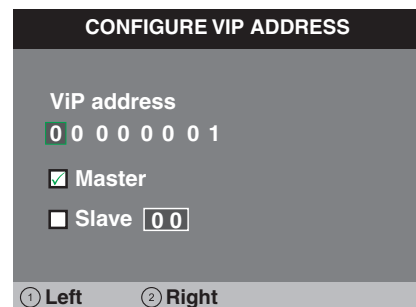 CONFIGURE VIP ADDRESS
ViP address
0 0 0 0 0 0 0 1
Master
Slave 0 0
1 Left 2 Right